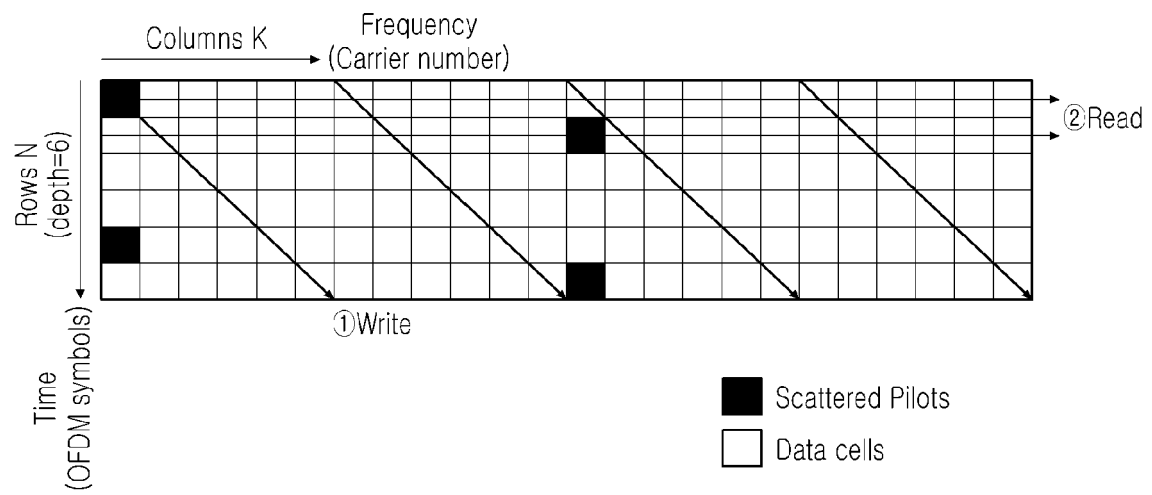 Columns K
Frequency
(Carrier number)
②Read
Rows N
(depth=6)
①Write
Time
(OFDM symbols)
Scattered Pilots
Data cells